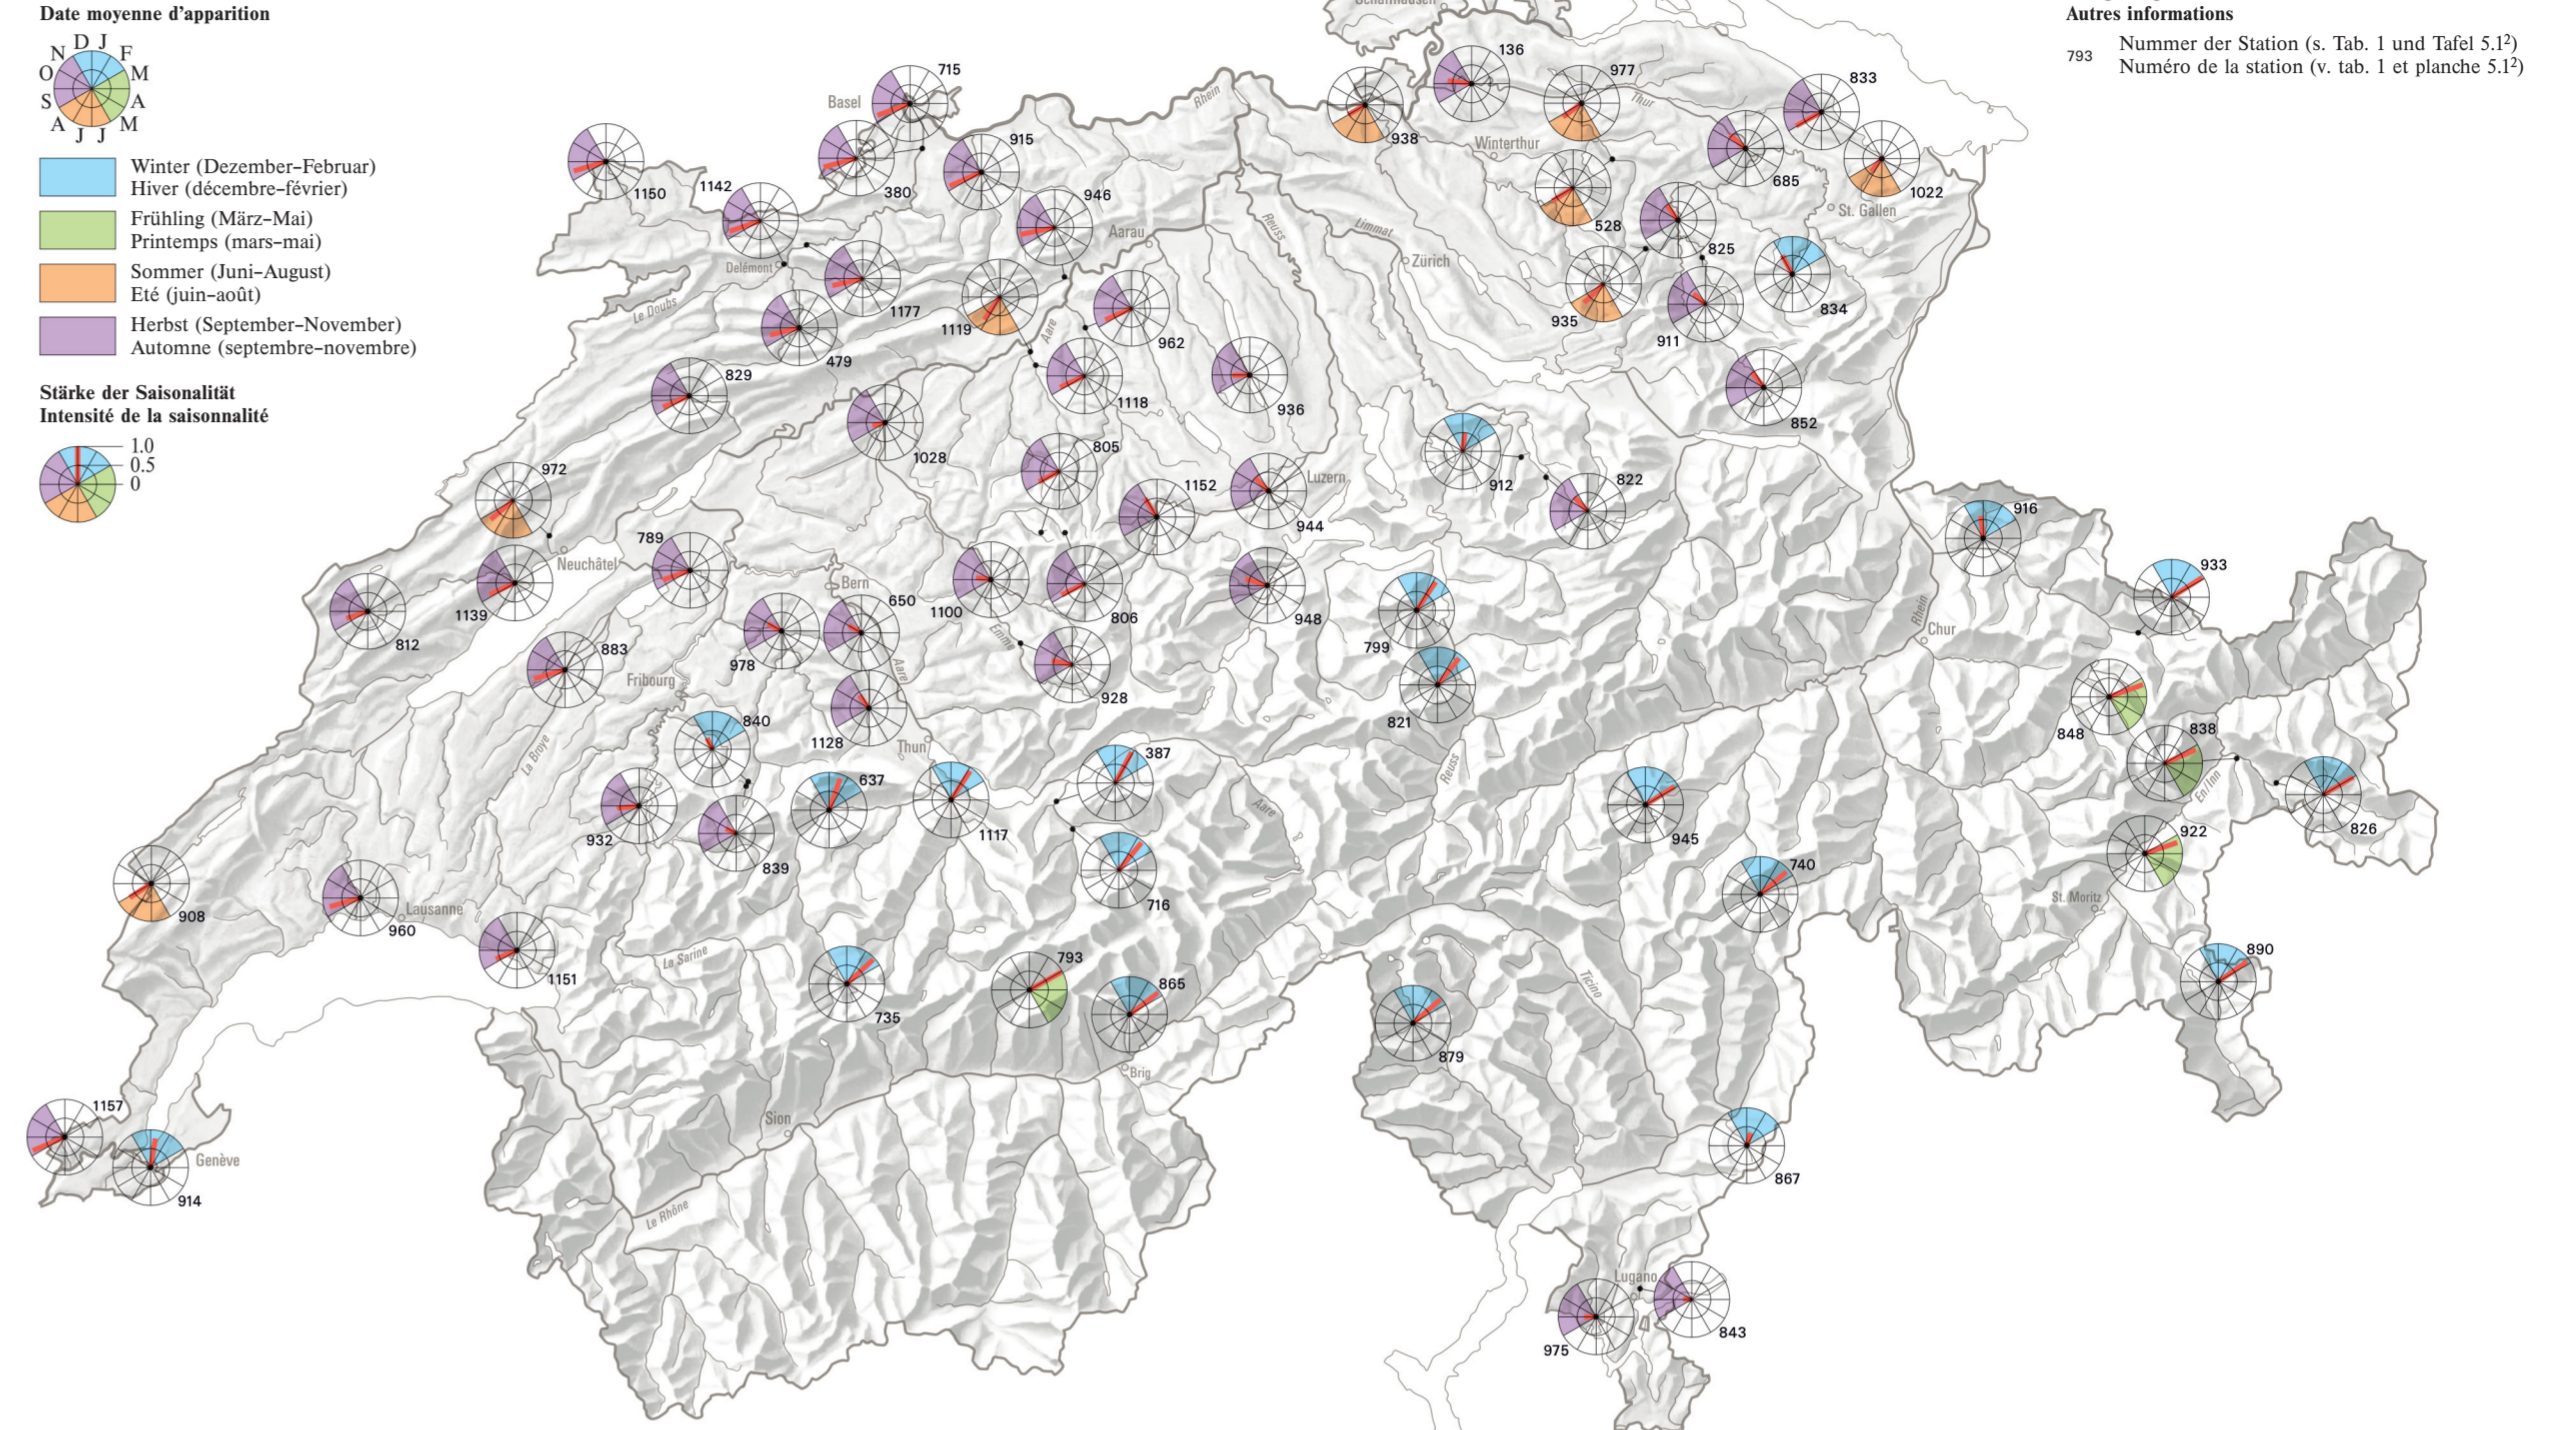 Date moyenne d'apparition
D J
N F
O M
S A
A M
J J
Winter (Dezember–Februar)
Hiver (décembre–février)
Frühling (März–Mai)
Printemps (mars–mai)
Sommer (Juni–August)
Eté (juin–août)
Herbst (September–November)
Automne (septembre–novembre)
Stärke der Saisonalität
Intensité de la saisonnalité
1.0
0.5
0
Autres informations
793
Nummer der Station (s. Tab. 1 und Tafel 5.1²)
Numéro de la station (v. tab. 1 et planche 5.1²)
Schaffhausen
136
715
977
833
Basel
Rhein
Thur
938
915
Winterthur
1150
1142
380
685
1022
946
528
St. Gallen
Aarau
Reuss
Limmat
825
Delémont
Zürich
1177
Le Doubs
1119
Aare
935
834
962
911
479
829
1118
936
852
1028
805
972
912
822
1152
Luzern
944
916
789
Neuchâtel
Bern
933
1139
650
1100
806
948
812
Emme
799
Rhein
Chur
883
978
Aare
Fribourg
928
821
848
840
1128
838
Thun
387
La Broye
637
Reuss
En/Inn
932
1117
Aare
945
826
922
839
740
908
716
St. Moritz
Lausanne
960
890
1151
La Sarine
793
865
Ticino
735
879
Brig
1157
Sion
Genève
914
867
Le Rhône
Lugano
975
843